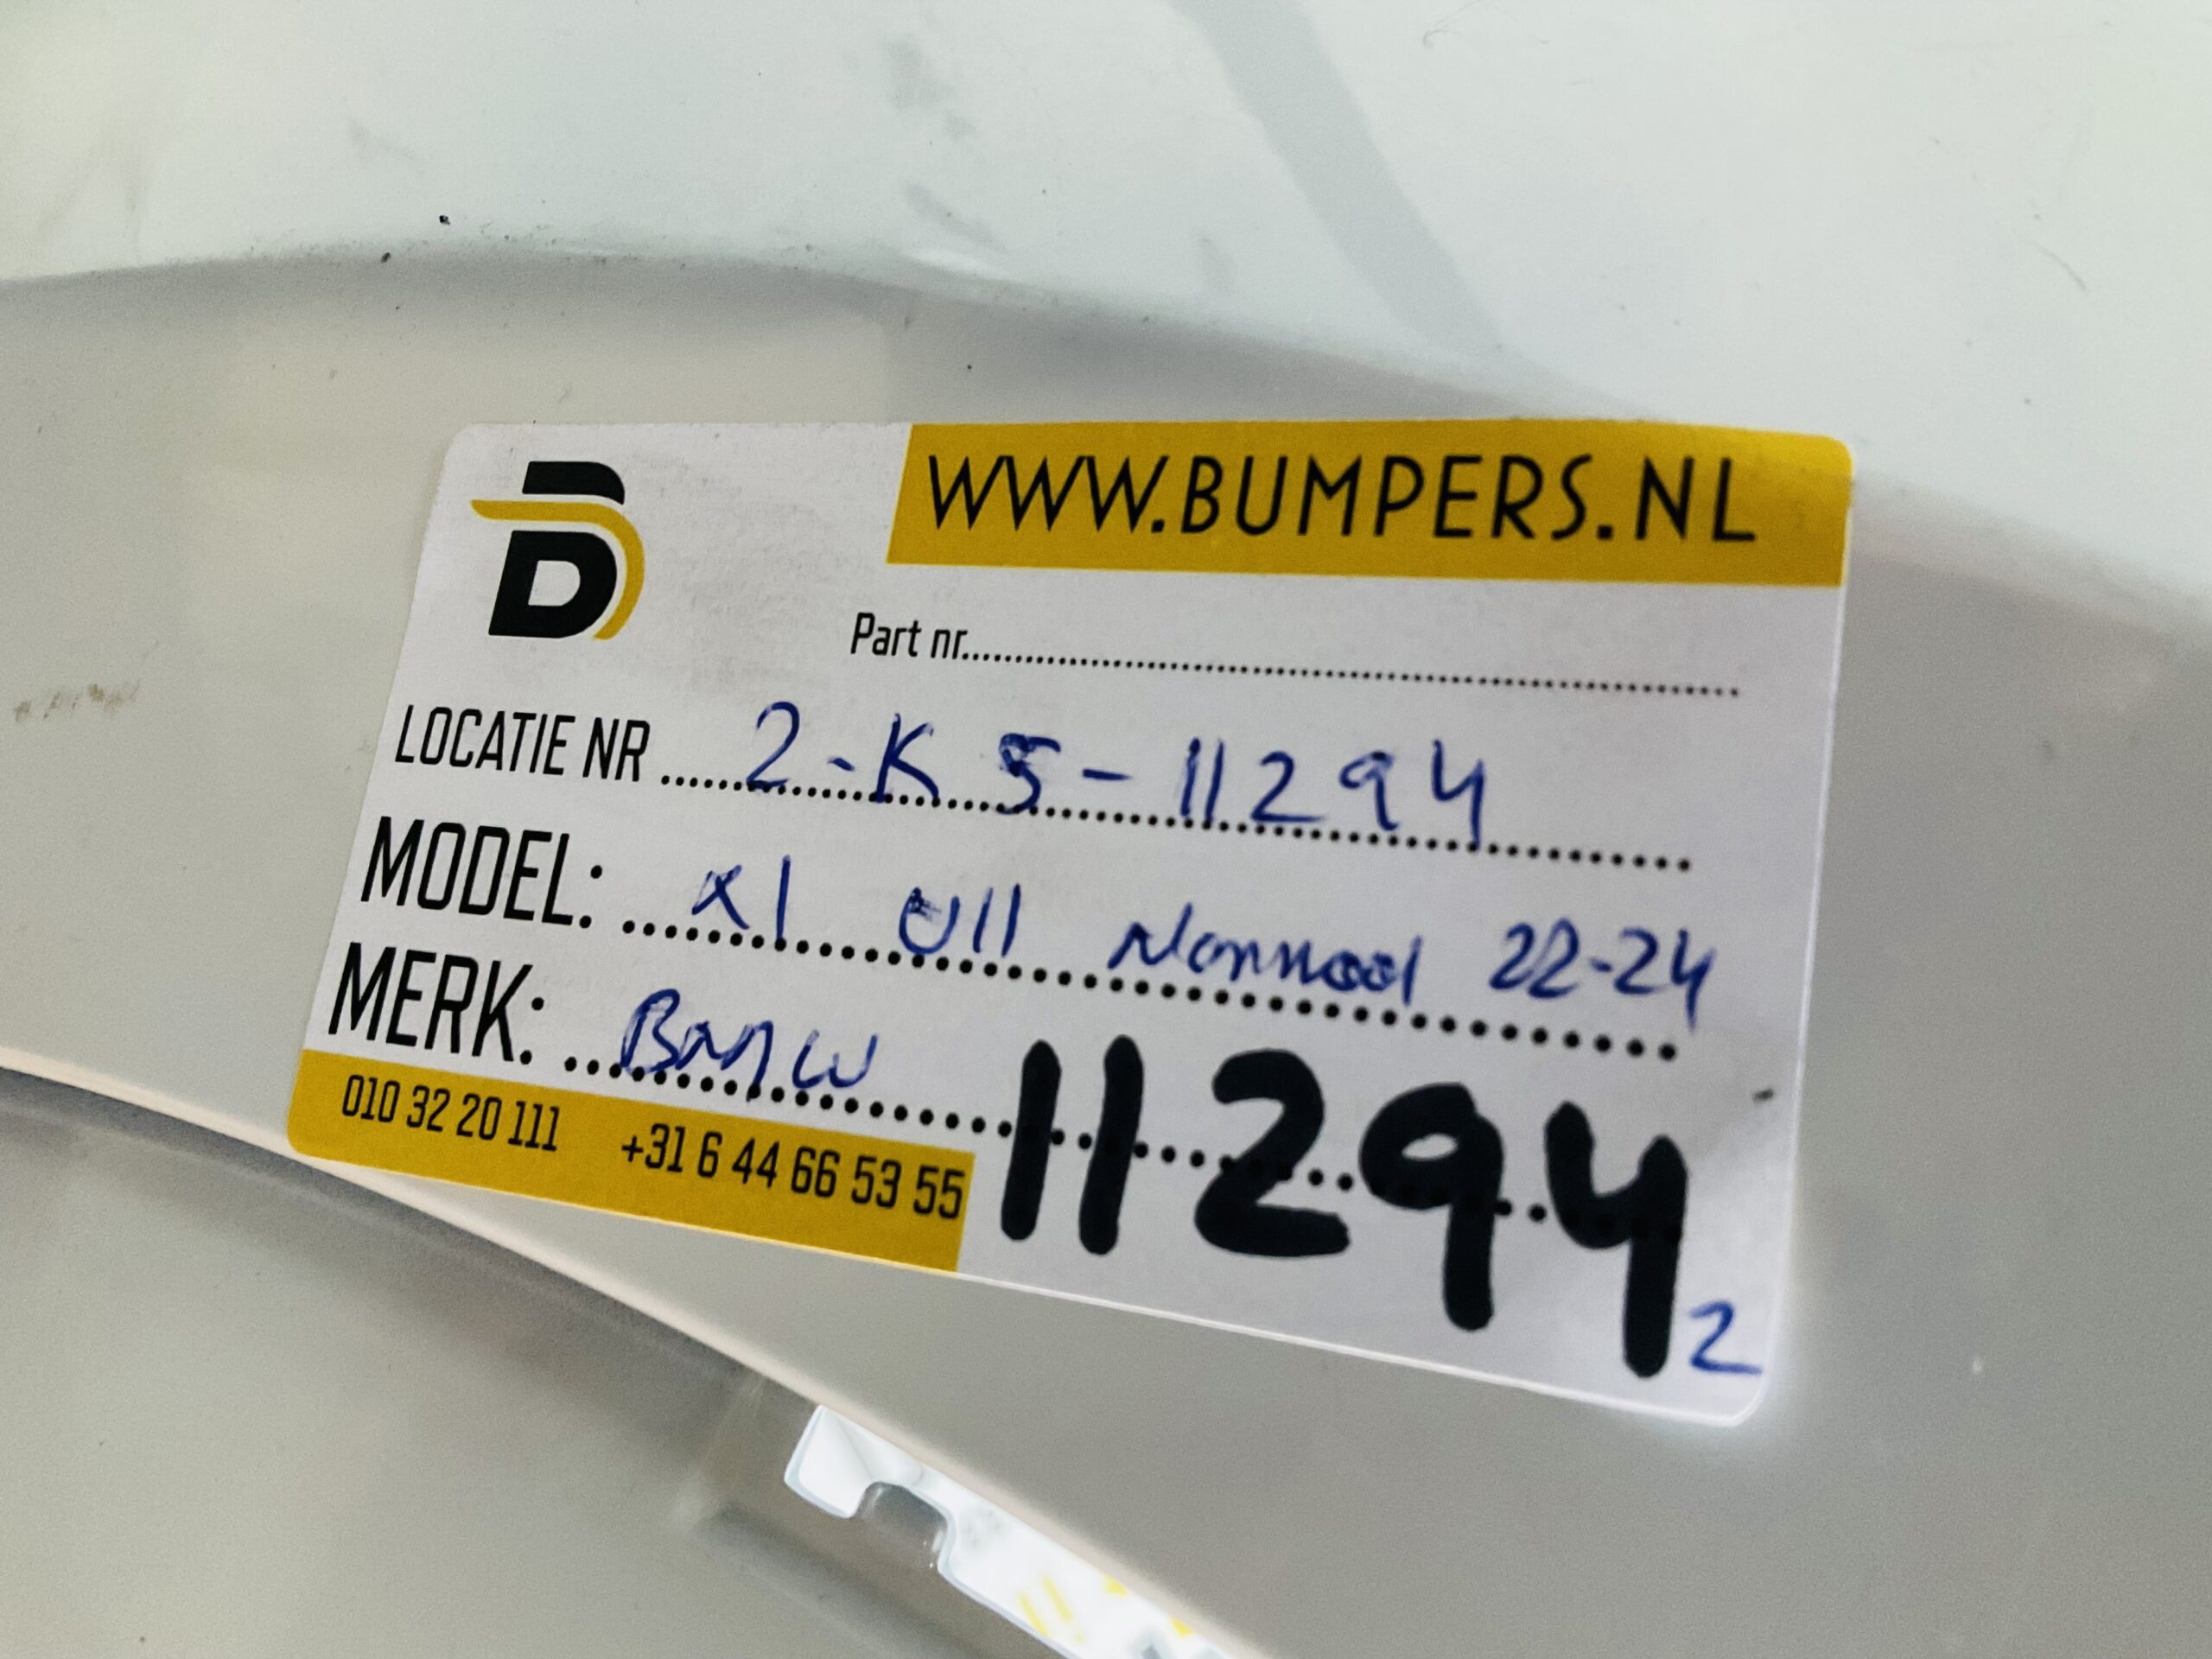 WWW.BUMPERS.NL
Part nr.
LOCATIE NR 2-K5-11294
MODEL: X1 U11 Normaal 22-24
MERK: BMW
11294
010 32 20 111 +31 6 44 66 53 55
2